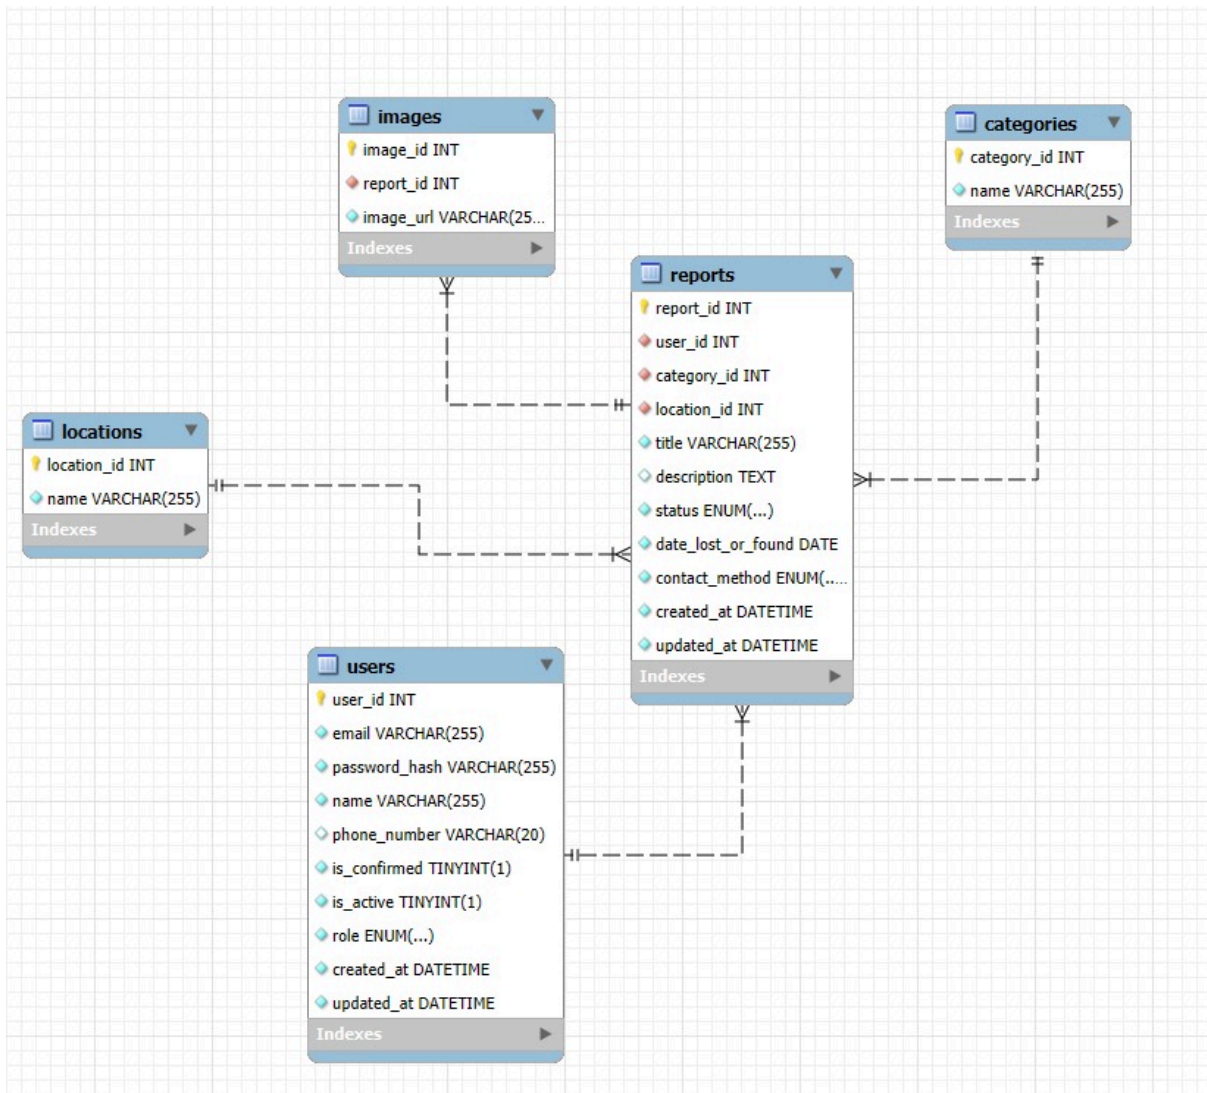 images
image_id INT
report_id INT
image_url VARCHAR(25...
Indexes
categories
category_id INT
name VARCHAR(255)
Indexes
reports
report_id INT
user_id INT
category_id INT
location_id INT
title VARCHAR(255)
description TEXT
status ENUM(...)
date_lost_or_found DATE
contact_method ENUM(.....
created_at DATETIME
updated_at DATETIME
Indexes
locations
location_id INT
name VARCHAR(255)
Indexes
users
user_id INT
email VARCHAR(255)
password_hash VARCHAR(255)
name VARCHAR(255)
phone_number VARCHAR(20)
is_confirmed TINYINT(1)
is_active TINYINT(1)
role ENUM(...)
created_at DATETIME
updated_at DATETIME
Indexes